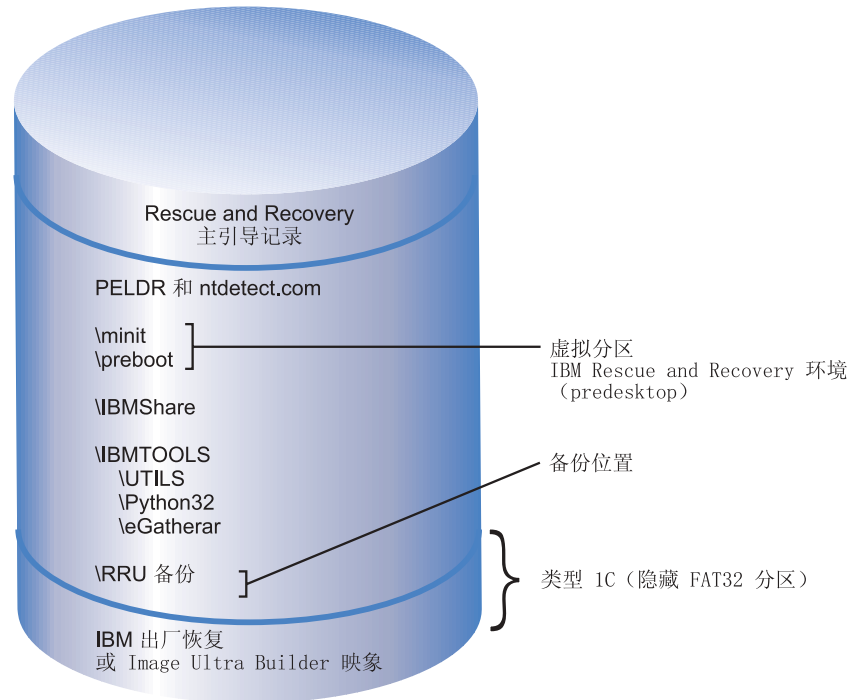 Rescue and Recovery
主引导记录
PELDR 和 ntdetect.com
\minit
\preboot
虚拟分区
IBM Rescue and Recovery 环境
（predesktop）
\IBMShare
\IBMTOOLS
\UTILS
\Python32
\eGatherar
备份位置
\RRU 备份
类型 1C（隐藏 FAT32 分区）
IBM 出厂恢复
或 Image Ultra Builder 映象